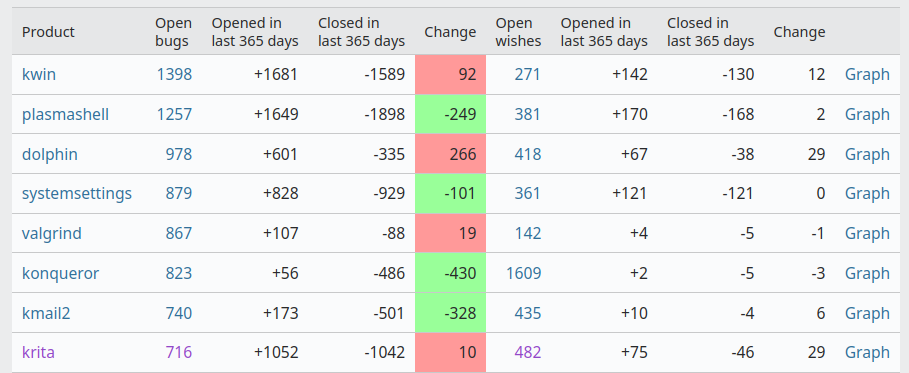 Product Open bugs Opened in last 365 days Closed in last 365 days Change Open wishes Opened in last 365 days Closed in last 365 days Change
kwin 1398 +1681 -1589 92 271 +142 -130 12 Graph
plasmashell 1257 +1649 -1898 -249 381 +170 -168 2 Graph
dolphin 978 +601 -335 266 418 +67 -38 29 Graph
systemsettings 879 +828 -929 -101 361 +121 -121 0 Graph
valgrind 867 +107 -88 19 142 +4 -5 -1 Graph
konqueror 823 +56 -486 -430 1609 +2 -5 -3 Graph
kmail2 740 +173 -501 -328 435 +10 -4 6 Graph
krita 716 +1052 -1042 10 482 +75 -46 29 Graph